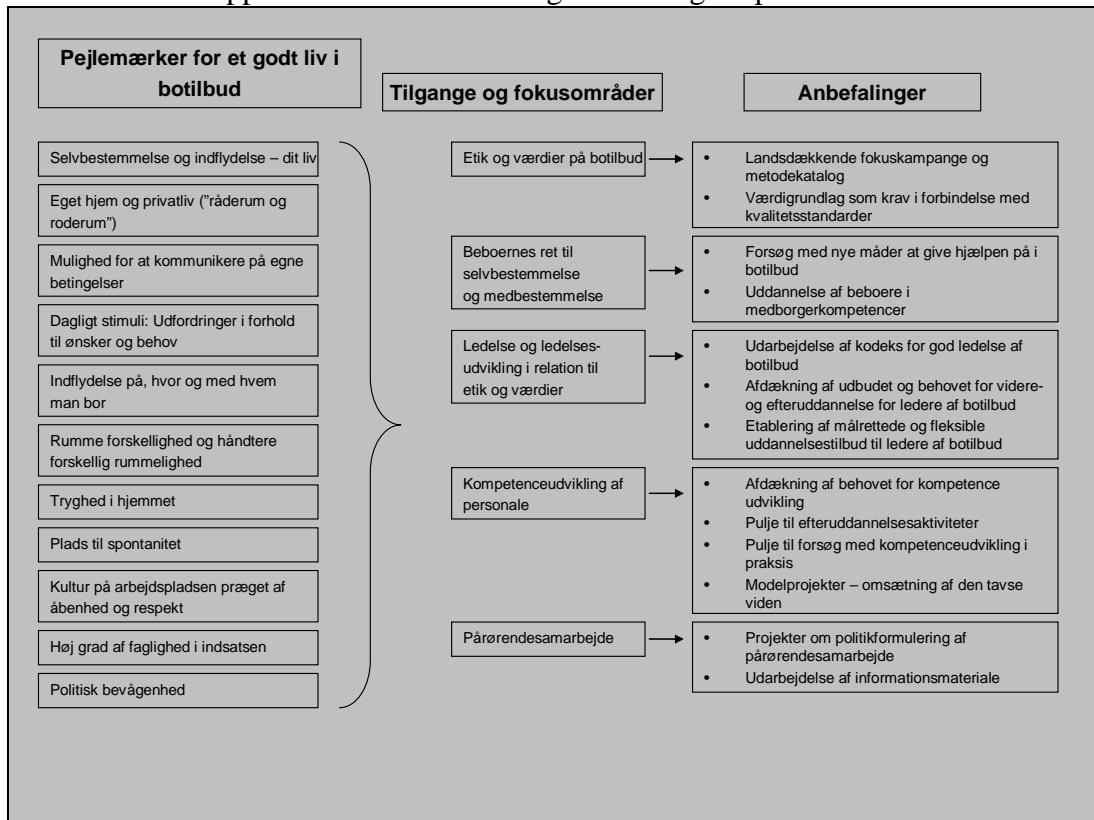 Pejlemærker for et godt liv i
botilbud
Selvbestemmelse og indflydelse – dit liv
Eget hjem og privatliv (”råderum og
roderum”)
Mulighed for at kommunikere på egne
betingelser
Dagligt stimuli: Udfordringer i forhold
til ønsker og behov
Indflydelse på, hvor og med hvem
man bor
Rumme forskellighed og håndtere
forskellig rummelighed
Tryghed i hjemmet
Plads til spontanitet
Kultur på arbejdspladsen præget af
åbenhed og respekt
Høj grad af faglighed i indsatsen
Politisk bevågenhed
Tilgange og fokusområder
Etik og værdier på botilbud
Beboernes ret til
selvbestemmelse
og medbestemmelse
Ledelse og ledelses-
udvikling i relation til
etik og værdier
Kompetenceudvikling af
personale
Pårørendesamarbejde
Anbefalinger
• Landsdækkende fokuskampange og
metodekatalog
• Værdigrundlag som krav i forbindelse med
kvalitetsstandarder
• Forsøg med nye måder at give hjælpen på i
botilbud
• Uddannelse af beboere i
medborgerkompetencer
• Udarbejdelse af kodeks for god ledelse af
botilbud
• Afdækning af udbudet og behovet for videre-
og efteruddannelse for ledere af botilbud
• Etablering af målrettede og fleksible
uddannelsestilbud til ledere af botilbud
• Afdækning af behovet for kompetence
udvikling
• Pulje til efteruddannelsesaktiviteter
• Pulje til forsøg med kompetenceudvikling i
praksis
• Modelprojekter – omsætning af den tavse
viden
• Projekter om politikformulering af
pårørendesamarbejde
• Udarbejdelse af informationsmateriale